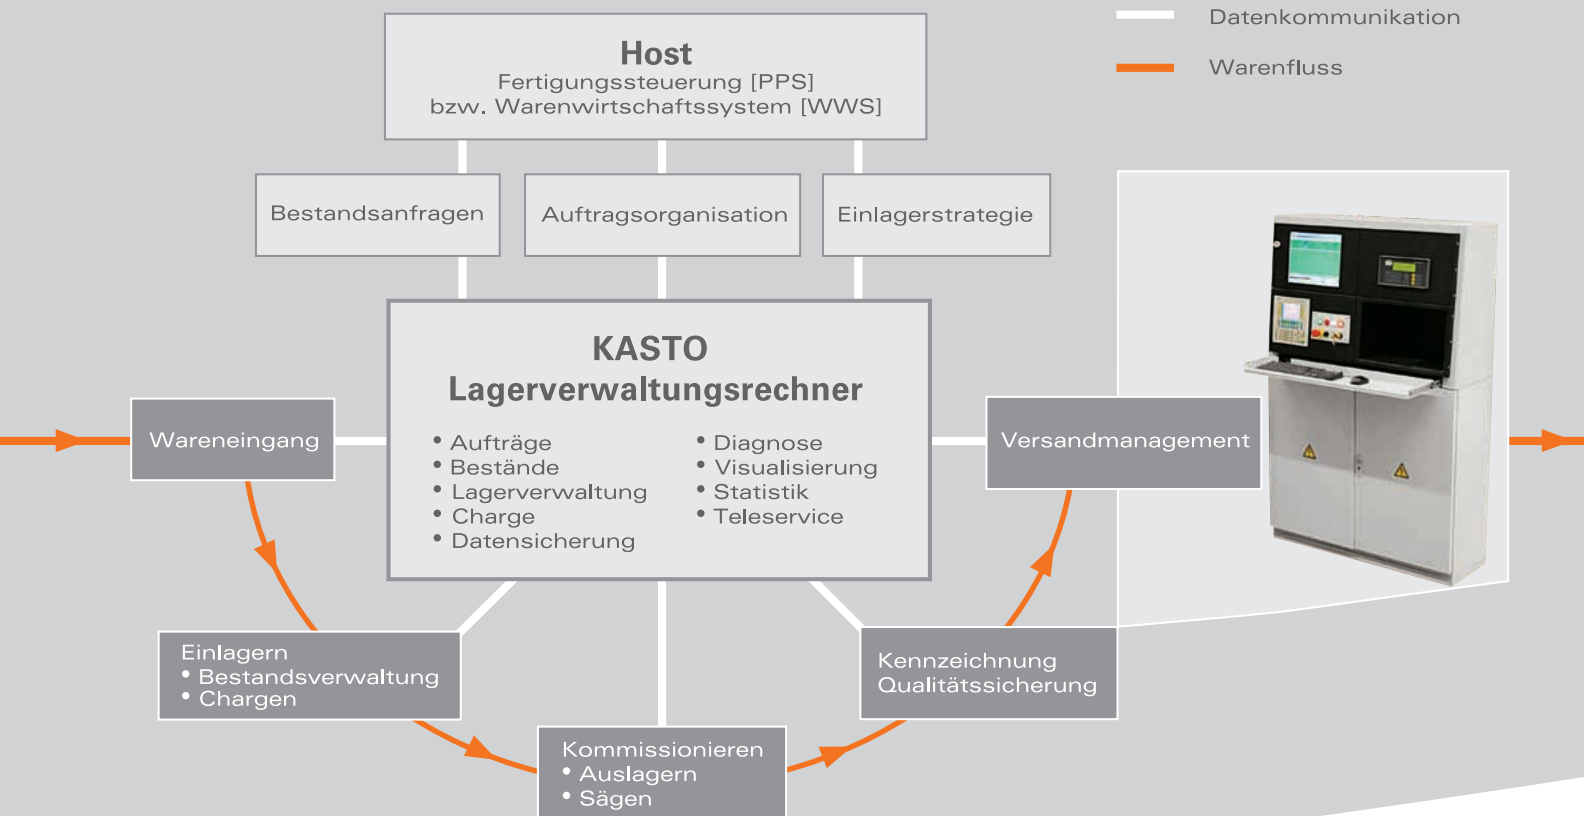 Datenkommunikation
Warenfluss
Host
Fertigungssteuerung [PPS]
bzw. Warenwirtschaftssystem [WWS]
Bestandsanfragen
Auftragsorganisation
Einlagerstrategie
KASTO
Lagerverwaltungsrechner
• Aufträge
• Bestände
• Lagerverwaltung
• Charge
• Datensicherung
• Diagnose
• Visualisierung
• Statistik
• Teleservice
Wareneingang
Versandmanagement
Einlagern
• Bestandsverwaltung
• Chargen
Kommissionieren
• Auslagern
• Sägen
Kennzeichnung
Qualitätssicherung